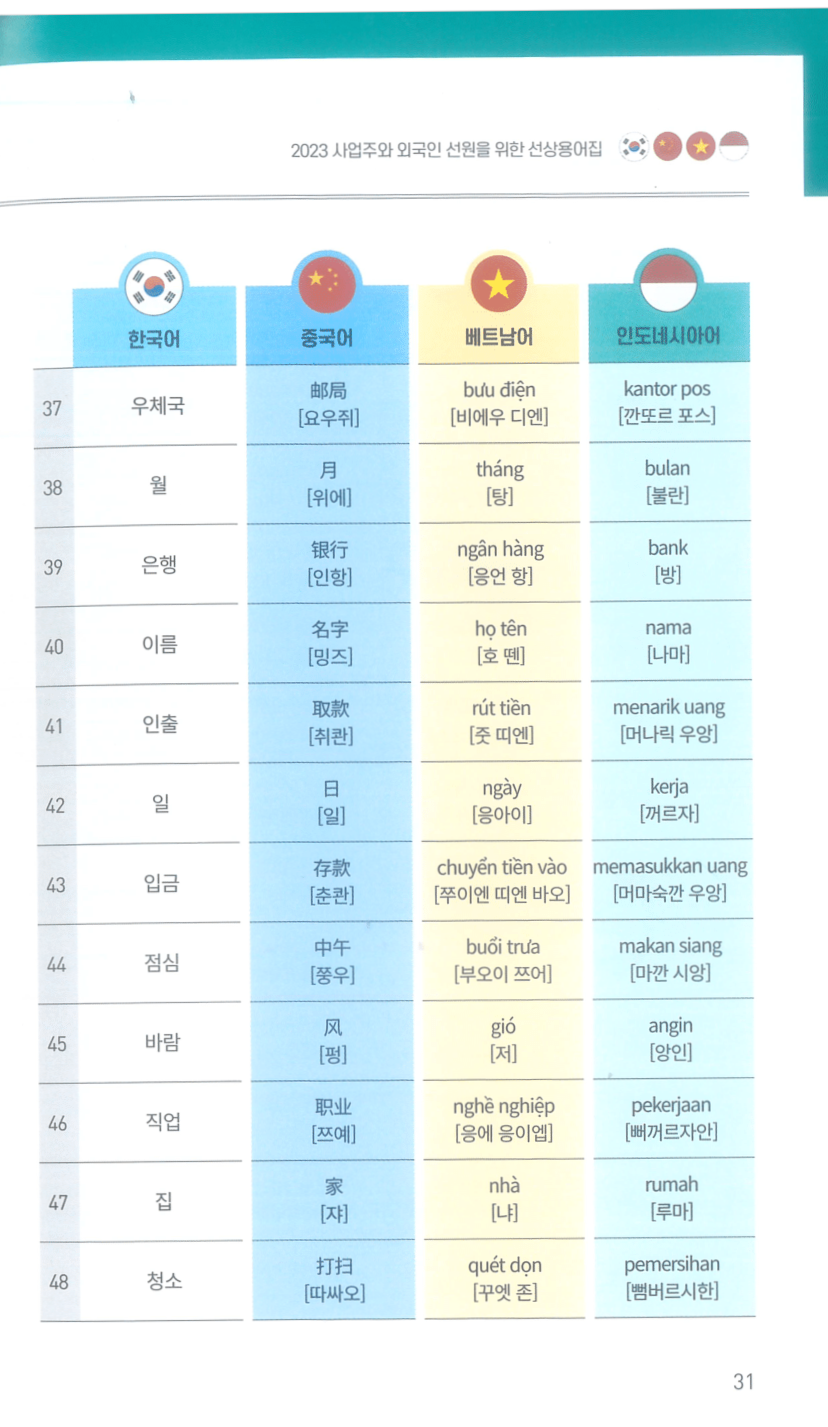 2023 사업주와 외국인 선원을 위한 선상용어집
한국어 중국어 베트남어 인도네시아어
37 우체국 邮局 [요우쥐] bưu điện [비에우 디엔] kantor pos [깐또르 포스]
38 월 月 [위에] tháng [탕] bulan [불란]
39 은행 银行 [인항] ngân hàng [응언 항] bank [방]
40 이름 名字 [밍즈] họ tên [호 뗀] nama [나마]
41 인출 取款 [취콴] rút tiền [줏 띠엔] menarik uang [머나릭 우앙]
42 일 日 [일] ngày [응아이] kerja [꺼르자]
43 입금 存款 [춘콴] chuyển tiền vào [쭈이엔 띠엔 바오] memasukkan uang [머마숙깐 우앙]
44 점심 中午 [쭝우] buổi trưa [부오이 쯔어] makan siang [마깐 시앙]
45 바람 风 [펑] gió [저] angin [앙인]
46 직업 职业 [쯔예] nghề nghiệp [응에 응이엡] pekerjaan [뻐꺼르자안]
47 집 家 [쟈] nhà [냐] rumah [루마]
48 청소 打扫 [따싸오] quét dọn [꾸엣 존] pemersihan [뻠버르시한]
31